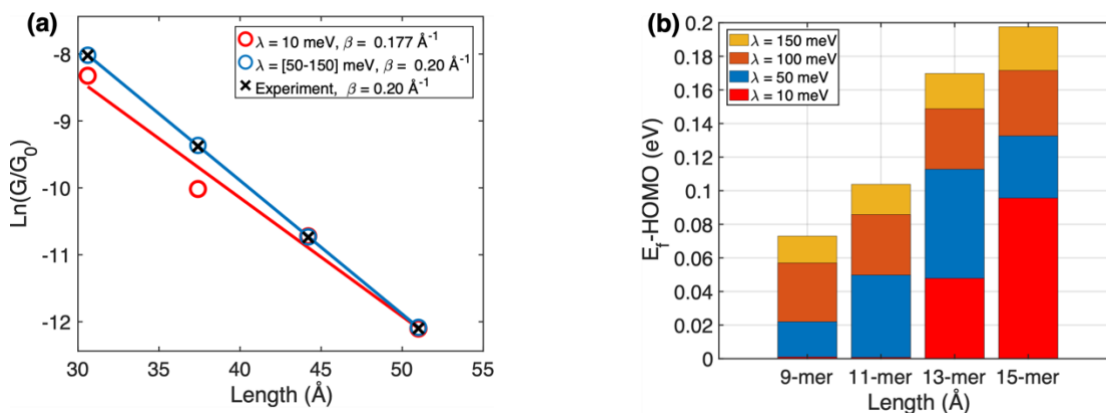 (a)
λ = 10 meV, β = 0.177 Å⁻¹
λ = [50-150] meV, β = 0.20 Å⁻¹
Experiment, β = 0.20 Å⁻¹
-8
-9
-10
-11
-12
Ln(G/G₀)
30 35 40 45 50 55
Length (Å)
(b)
λ = 150 meV
λ = 100 meV
λ = 50 meV
λ = 10 meV
0.2
0.18
0.16
0.14
0.12
0.1
0.08
0.06
0.04
0.02
0
E_f-HOMO (eV)
9-mer 11-mer 13-mer 15-mer
Length (Å)